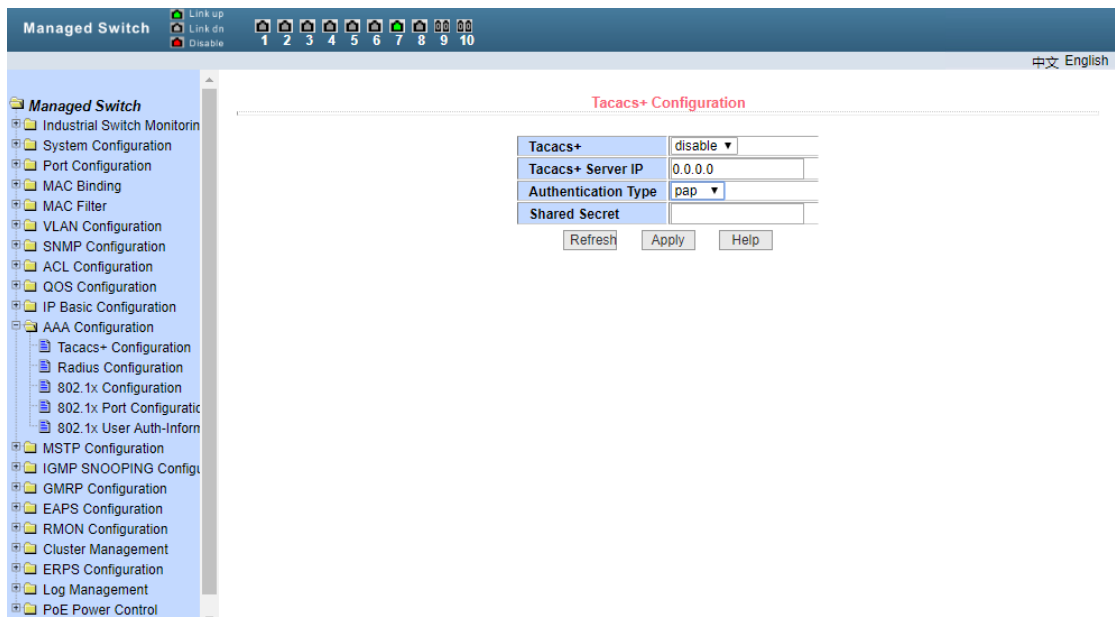 Managed Switch
Link up
Link dn
Disable
1 2 3 4 5 6 7 8 9 10
中文 English
Managed Switch
Industrial Switch Monitorin
System Configuration
Port Configuration
MAC Binding
MAC Filter
VLAN Configuration
SNMP Configuration
ACL Configuration
QOS Configuration
IP Basic Configuration
AAA Configuration
Tacacs+ Configuration
Radius Configuration
802.1x Configuration
802.1x Port Configuratic
802.1x User Auth-Inform
MSTP Configuration
IGMP SNOOPING Configu
GMRP Configuration
EAPS Configuration
RMON Configuration
Cluster Management
ERPS Configuration
Log Management
PoE Power Control
Tacacs+ Configuration
Tacacs+ disable
Tacacs+ Server IP 0.0.0.0
Authentication Type pap
Shared Secret
Refresh Apply Help